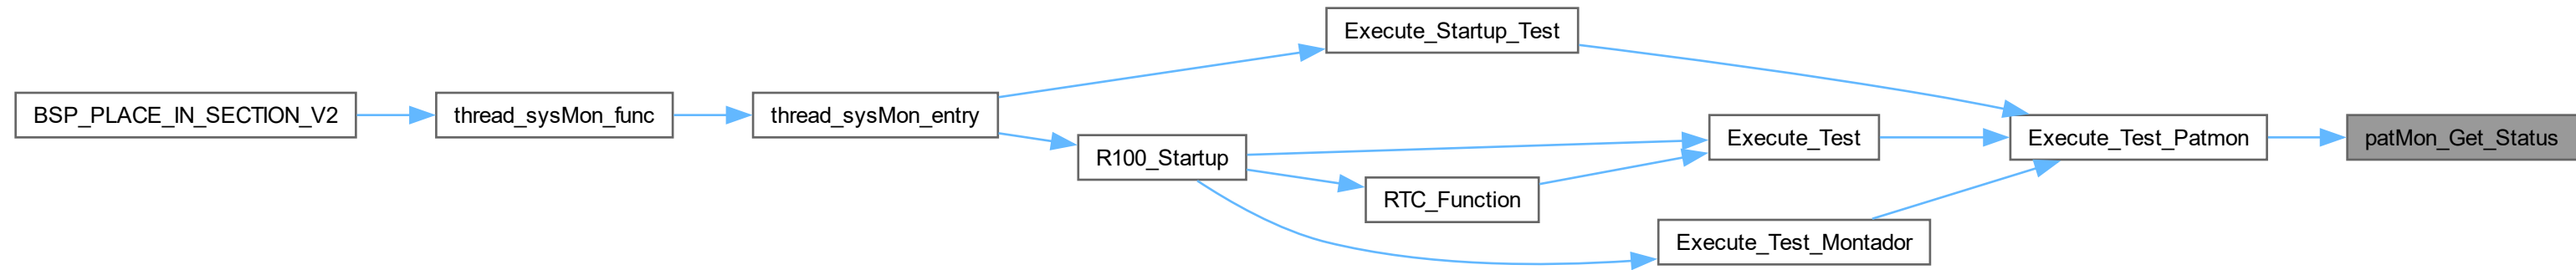 BSP_PLACE_IN_SECTION_V2
thread_sysMon_func
thread_sysMon_entry
Execute_Startup_Test
R100_Startup
Execute_Test
RTC_Function
Execute_Test_Montador
Execute_Test_Patmon
patMon_Get_Status